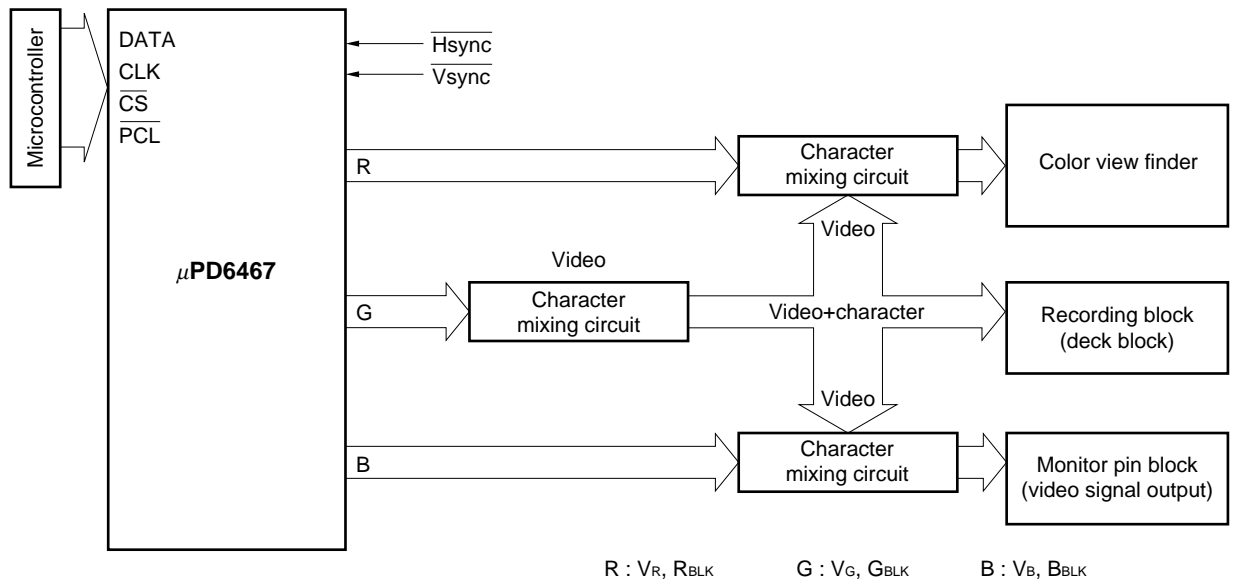 Microcontroller
DATA
CLK
CS
PCL
Hsync
Vsync
μPD6467
R
Character
mixing circuit
Color view finder
Video
Video
G
Character
mixing circuit
Video+character
Recording block
(deck block)
Video
B
Character
mixing circuit
Monitor pin block
(video signal output)
R : VR, RBLK G : VG, GBLK B : VB, BBLK